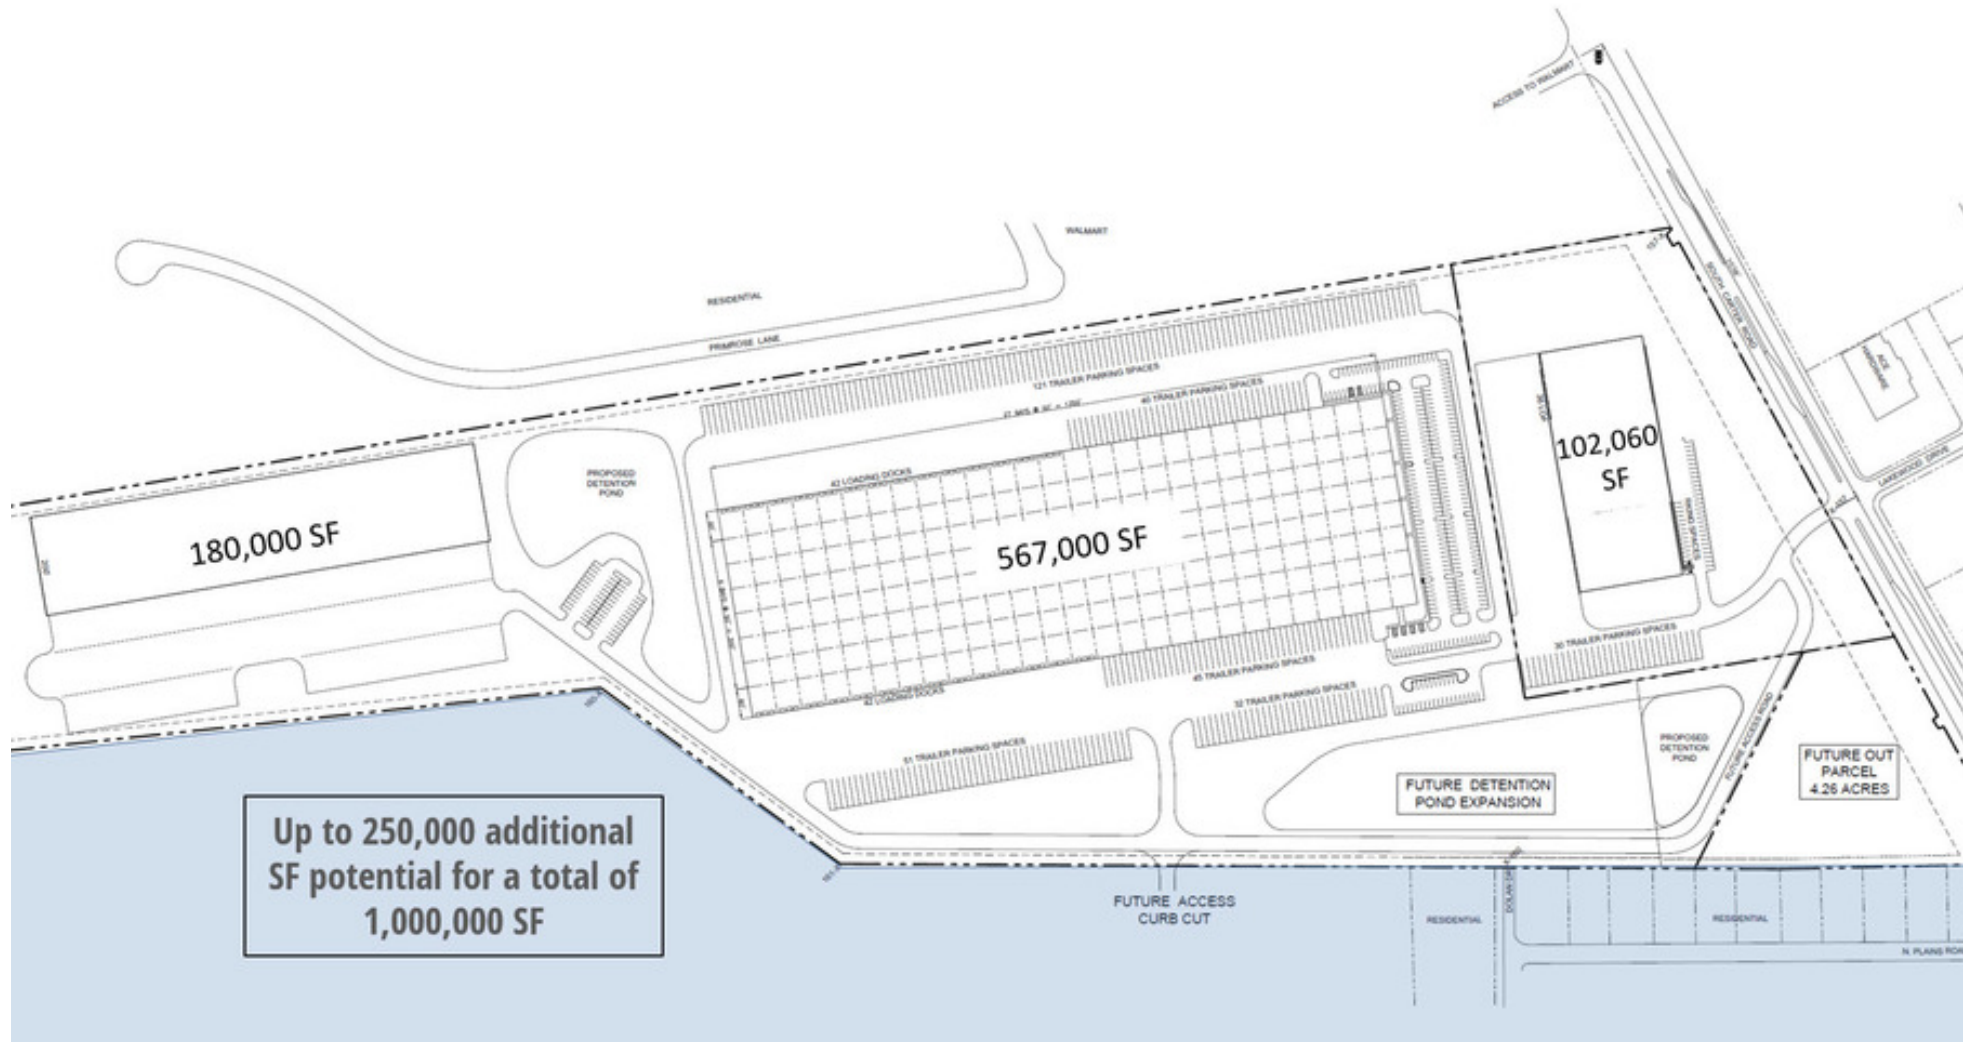 ACCESS TO WALMART
WALMART
RESIDENTIAL
PRIMROSE LANE
SOUTH CARTER ROAD
ACE
HARDWARE
LAKEWOOD DRIVE
121 TRAILER PARKING SPACES
40 TRAILER PARKING SPACES
42 LOADING DOCKS
PROPOSED
DETENTION
POND
180,000 SF
567,000 SF
102,060
SF
42 LOADING DOCKS
45 TRAILER PARKING SPACES
30 TRAILER PARKING SPACES
32 TRAILER PARKING SPACES
51 TRAILER PARKING SPACES
FUTURE ACCESS ROAD
PROPOSED
DETENTION
POND
FUTURE DETENTION
POND EXPANSION
FUTURE OUT
PARCEL
4.26 ACRES
Up to 250,000 additional
SF potential for a total of
1,000,000 SF
FUTURE ACCESS
CURB CUT
RESIDENTIAL
RESIDENTIAL
N. PLAINS ROAD